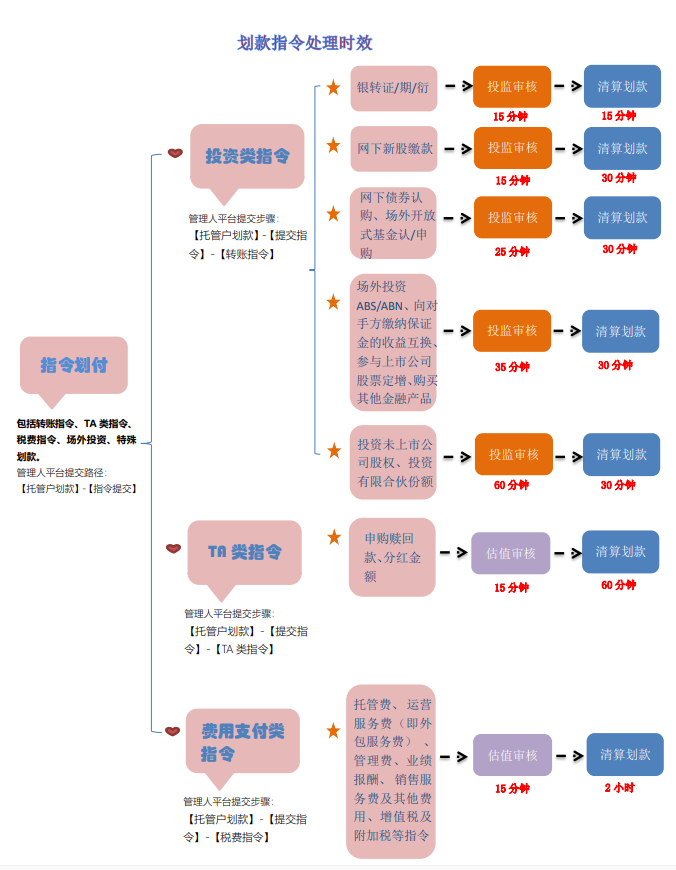 划款指令处理时效
指令划付
包括转账指令、TA 类指令、
税费指令、场外投资、特殊
划款。
管理人平台提交路径：
【托管户划款】-【指令提交】
投资类指令
管理人平台提交步骤：
【托管户划款】-【提交指
令】-【转账指令】
银转证/期/衍
投监审核
15 分钟
清算划款
15 分钟
网下新股缴款
投监审核
15 分钟
清算划款
30 分钟
网下债券认
购、场外开放
式基金认/申
购
投监审核
25 分钟
清算划款
30 分钟
场外投资
ABS/ABN、向对
手方缴纳保证
金的收益互换、
参与上市公司
股票定增、购买
其他金融产品
投监审核
35 分钟
清算划款
30 分钟
投资未上市公
司股权、投资
有限合伙份额
投监审核
60 分钟
清算划款
30 分钟
TA 类指令
管理人平台提交步骤：
【托管户划款】-【提交指
令】-【TA 类指令】
申购赎回
款、分红金
额
估值审核
15 分钟
清算划款
60 分钟
费用支付类
指令
管理人平台提交步骤：
【托管户划款】-【提交指
令】-【税费指令】
托管费、运营
服务费（即外
包服务费）、
管理费、业绩
报酬、销售服
务费及其他费
用、增值税及
附加税等指令
估值审核
15 分钟
清算划款
2 小时